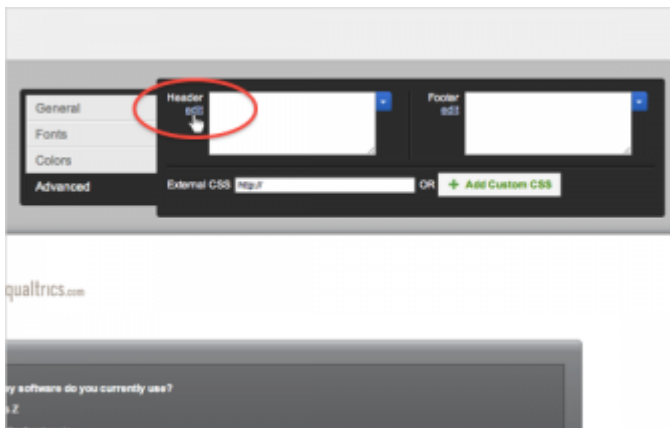 Header
edit
Footer
edit
General
Fonts
Colors
Advanced
External CSS http:// OR + Add Custom CSS
qualtrics.com
ey software do you currently use?
s Z